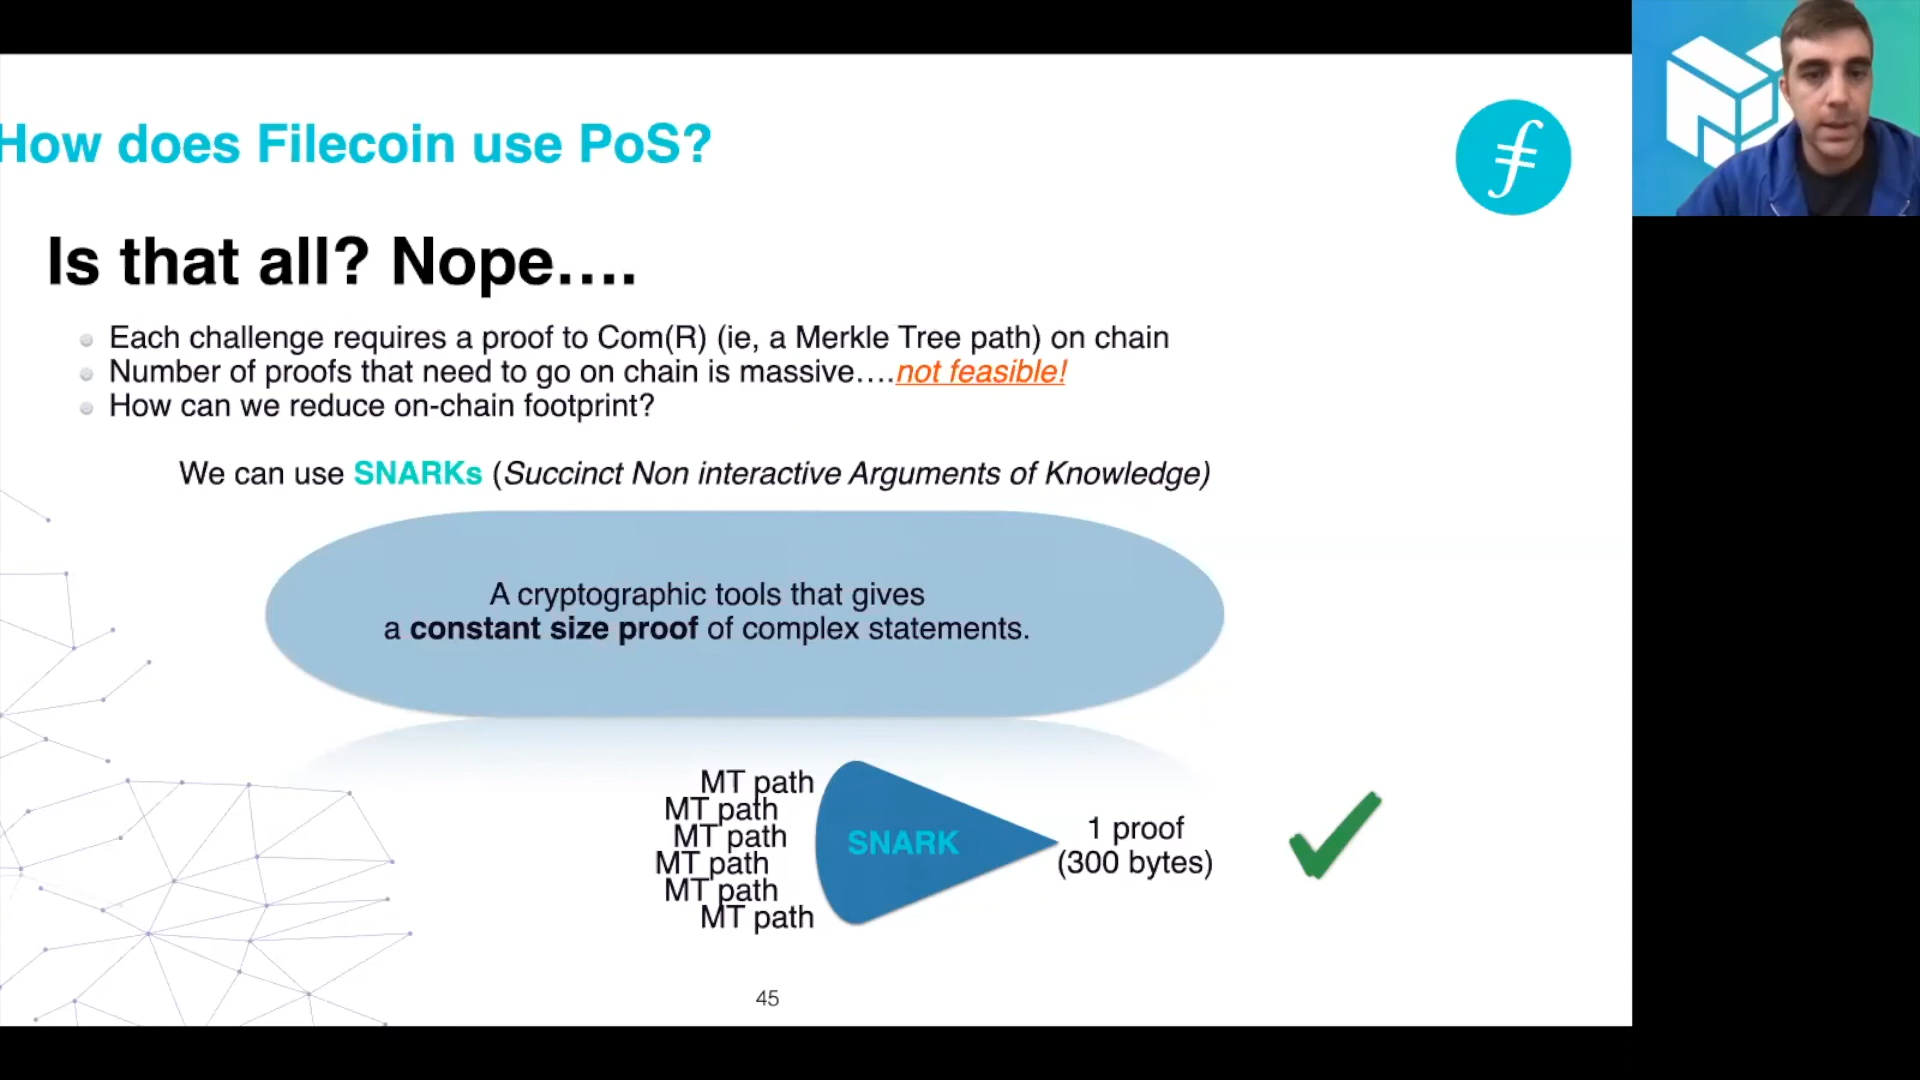 How does Filecoin use PoS?
Is that all? Nope....
Each challenge requires a proof to Com(R) (ie, a Merkle Tree path) on chain
Number of proofs that need to go on chain is massive....not feasible!
How can we reduce on-chain footprint?
We can use SNARKs (Succinct Non interactive Arguments of Knowledge)
A cryptographic tools that gives
a constant size proof of complex statements.
MT path
MT path
MT path
MT path
MT path
MT path
SNARK
1 proof
(300 bytes)
45